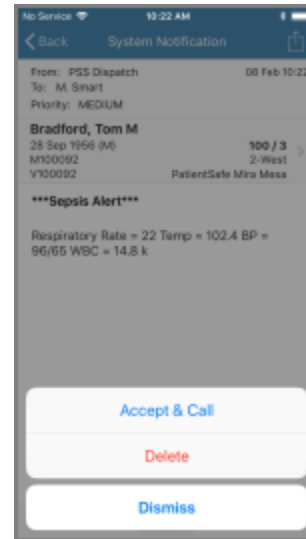 No Service 10:22 AM
Back System Notification
From: PSS Dispatch 08 Feb 10:22
To: M. Smart
Priority: MEDIUM
Bradford, Tom M
28 Sep 1956 (M) 100 / 3
M100092 2-West
V100092 PatientSafe Mira Mesa
***Sepsis Alert***
Respiratory Rate = 22 Temp = 102.4 BP =
96/65 WBC = 14.8 k
Accept & Call
Delete
Dismiss